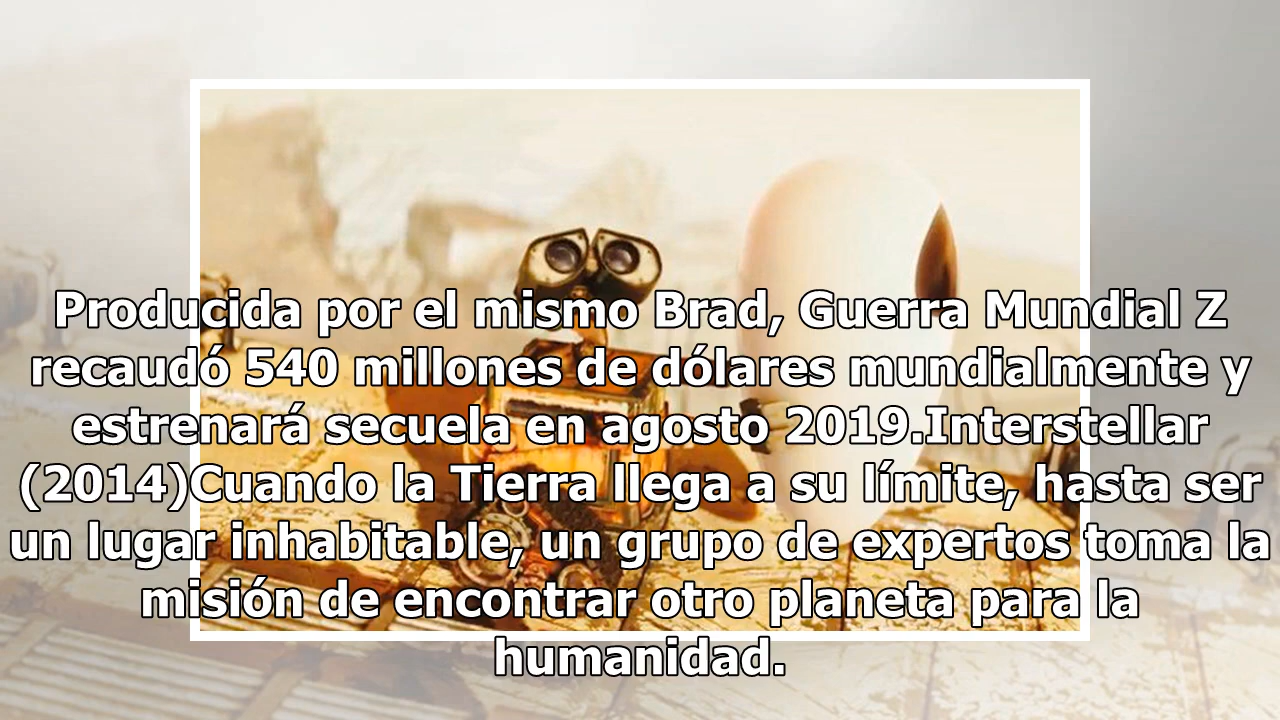 Producida por el mismo Brad, Guerra Mundial Z
recaudó 540 millones de dólares mundialmente y
estrenará secuela en agosto 2019.Interstellar
(2014)Cuando la Tierra llega a su límite, hasta ser
un lugar inhabitable, un grupo de expertos toma la
misión de encontrar otro planeta para la
humanidad.